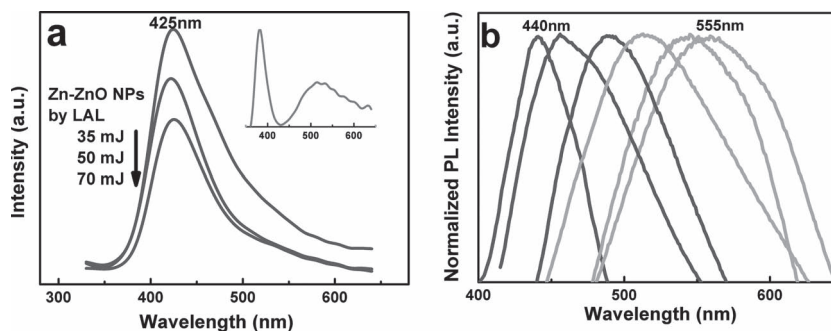 a
425nm
Zn-ZnO NPs
by LAL
35 mJ
50 mJ
70 mJ
400 500 600
Intensity (a.u.)
300 400 500 600
Wavelength (nm)
b
440nm
555nm
Normalized PL Intensity (a.u.)
400 500 600
Wavelength (nm)